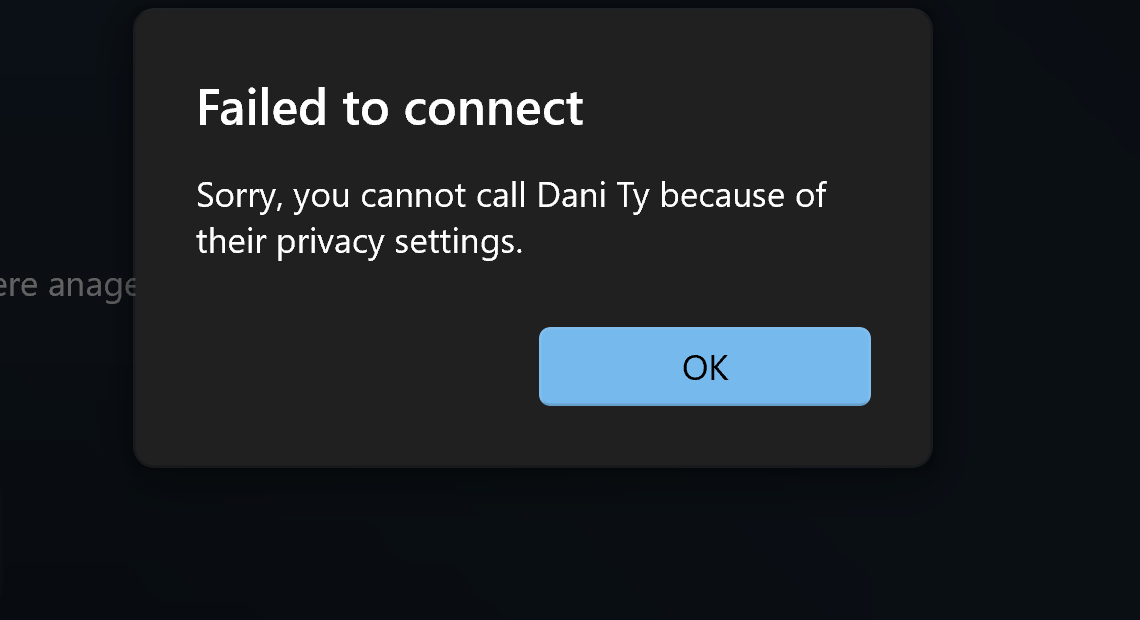 Failed to connect
Sorry, you cannot call Dani Ty because of
their privacy settings.
ere anage
OK